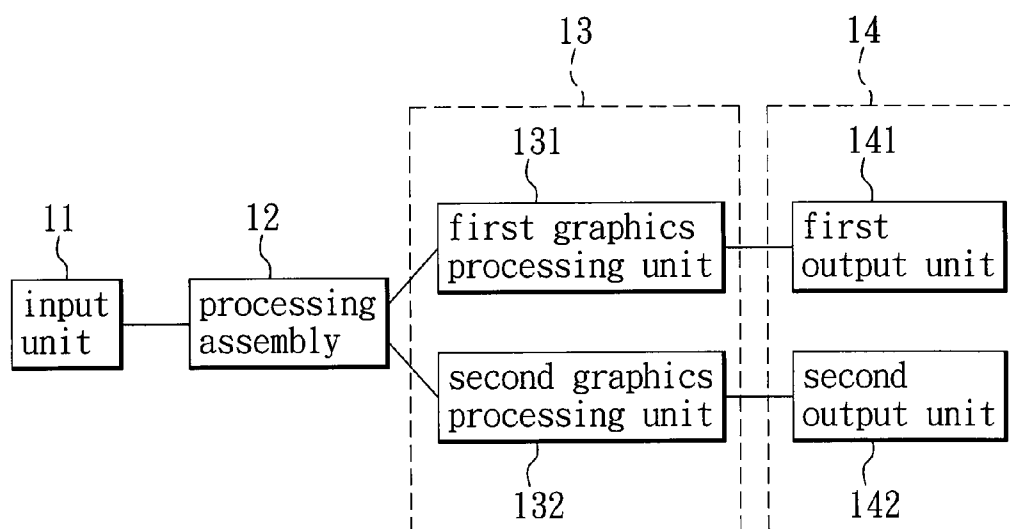 13
14
131
141
11
12
first graphics
processing unit
first
output unit
input
unit
processing
assembly
second graphics
processing unit
second
output unit
132
142